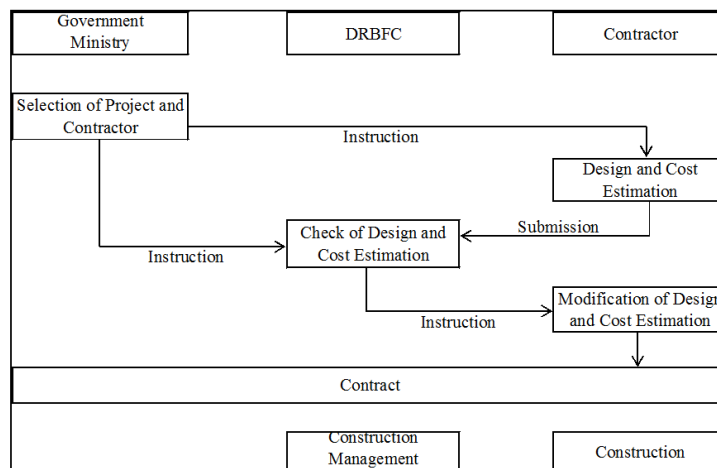 Government
Ministry
DRBFC
Contractor
Selection of Project and
Contractor
Instruction
Design and Cost
Estimation
Submission
Check of Design and
Cost Estimation
Instruction
Modification of Design
and Cost Estimation
Instruction
Contract
Construction
Management
Construction